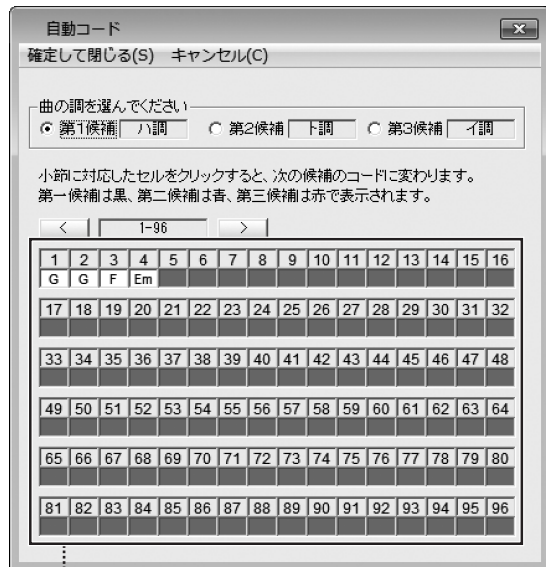 自動コード
確定して閉じる(S) キャンセル(C)
曲の調を選んでください
第1候補 ハ調 第2候補 ト調 第3候補 イ調
小節に対応したセルをクリックすると、次の候補のコードに変わります。
第一候補は黒、第二候補は青、第三候補は赤で表示されます。
< 1-96 >
1 2 3 4 5 6 7 8 9 10 11 12 13 14 15 16
G G F Em
17 18 19 20 21 22 23 24 25 26 27 28 29 30 31 32
33 34 35 36 37 38 39 40 41 42 43 44 45 46 47 48
49 50 51 52 53 54 55 56 57 58 59 60 61 62 63 64
65 66 67 68 69 70 71 72 73 74 75 76 77 78 79 80
81 82 83 84 85 86 87 88 89 90 91 92 93 94 95 96